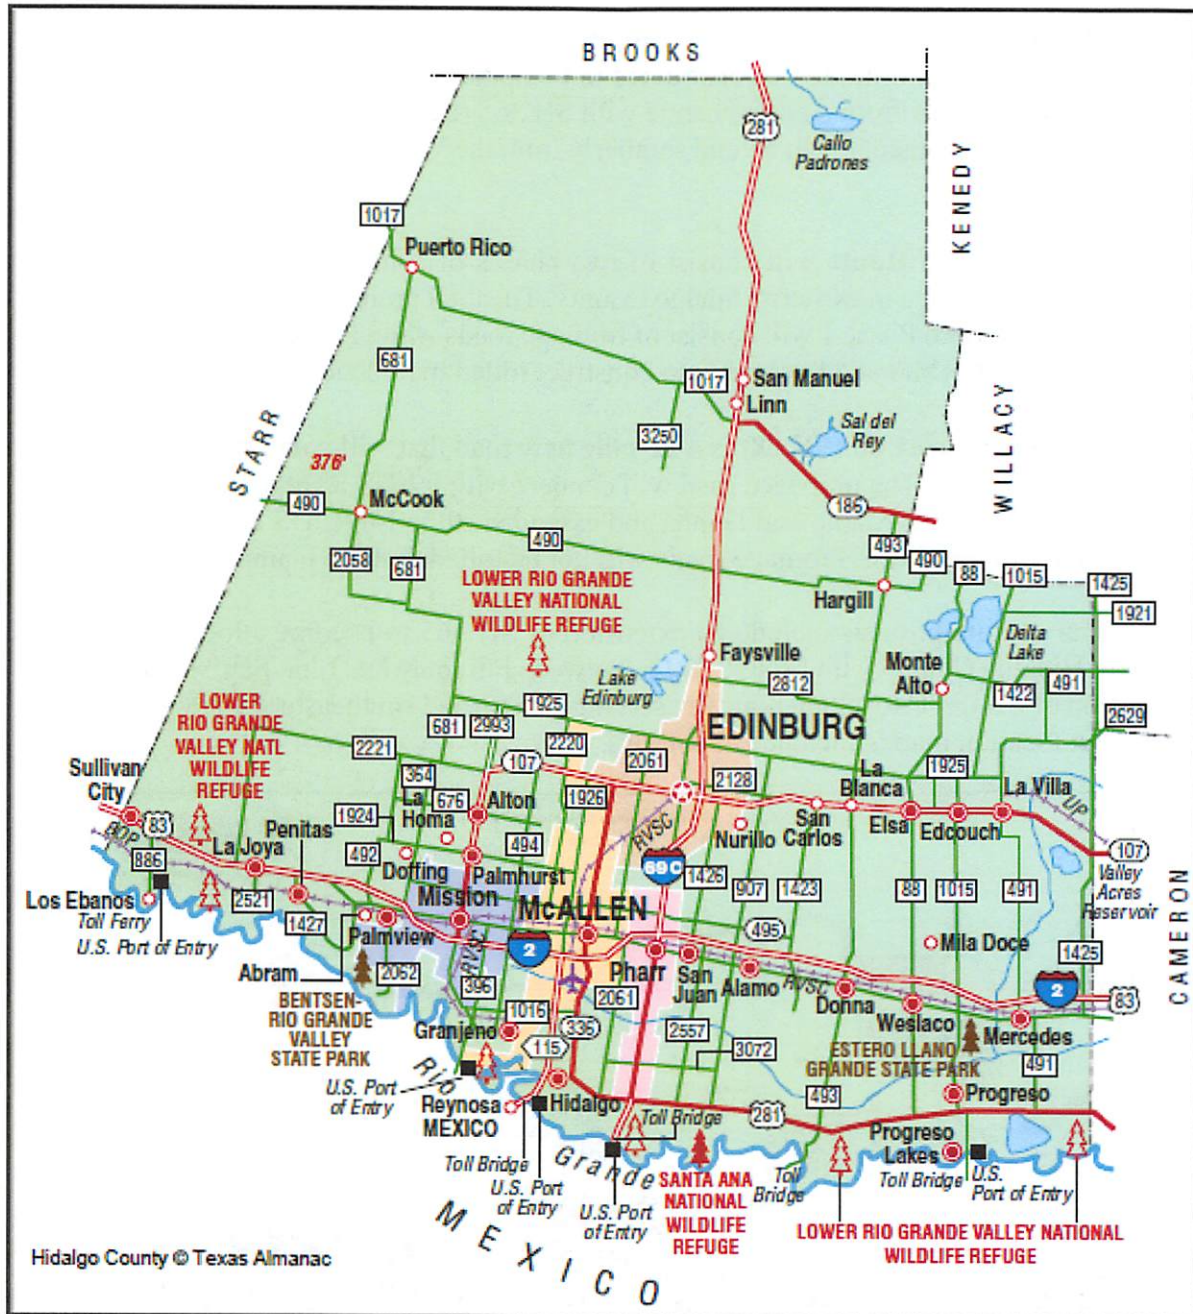 BROOKS
281
Callo
Padrones
KENEDY
1017
Puerto Rico
681
1017
San Manuel
Linn
3250
Sal del
Rey
WILLACY
STARR
376'
490
McCook
186
2058
681
490
493
490
88
1015
1425
1921
LOWER RIO GRANDE
VALLEY NATIONAL
WILDLIFE REFUGE
Hargill
Delta
Lake
Faysville
Monte
Alto
Lake
Edinburg
2812
1422
491
2629
LOWER
RIO GRANDE
VALLEY NATL
WILDLIFE
REFUGE
681
2993
1925
2220
EDINBURG
2221
107
2061
2128
1925
Sullivan
City
364
La
Homa
676
Alton
1926
La
Blanca
La Villa
UP
83
BOP
1924
Penitas
494
RVSC
Nurillo
San
Carlos
Elsa
Edcouch
107
La Joya
492
Doffing
Palmhurst
69C
886
Mission
1426
907
1423
88
1015
491
Valley
Acres
Reservoir
Los Ebanos
2521
McALLEN
Toll Ferry
U.S. Port of Entry
1427
Palmview
RVSC
2
495
Mila Doce
1425
CAMERON
Abram
2062
396
Pharr
San
Juan
Alamo
RVSC
Donna
2
83
BENTSEN-
RIO GRANDE
VALLEY
STATE PARK
1016
2061
Weslaco
Mercedes
Granjeno
336
2557
115
3072
ESTERO LLANO
GRANDE STATE PARK
491
U.S. Port
of Entry
Rio
Reynosa
MEXICO
Hidalgo
Toll Bridge
281
493
Progreso
Toll Bridge
Grande
U.S. Port
of Entry
U.S. Port
of Entry
SANTA ANA
NATIONAL
WILDLIFE
REFUGE
Toll
Bridge
Progreso
Lakes
Toll Bridge
U.S.
Port of Entry
LOWER RIO GRANDE VALLEY NATIONAL
WILDLIFE REFUGE
MEXICO
Hidalgo County © Texas Almanac